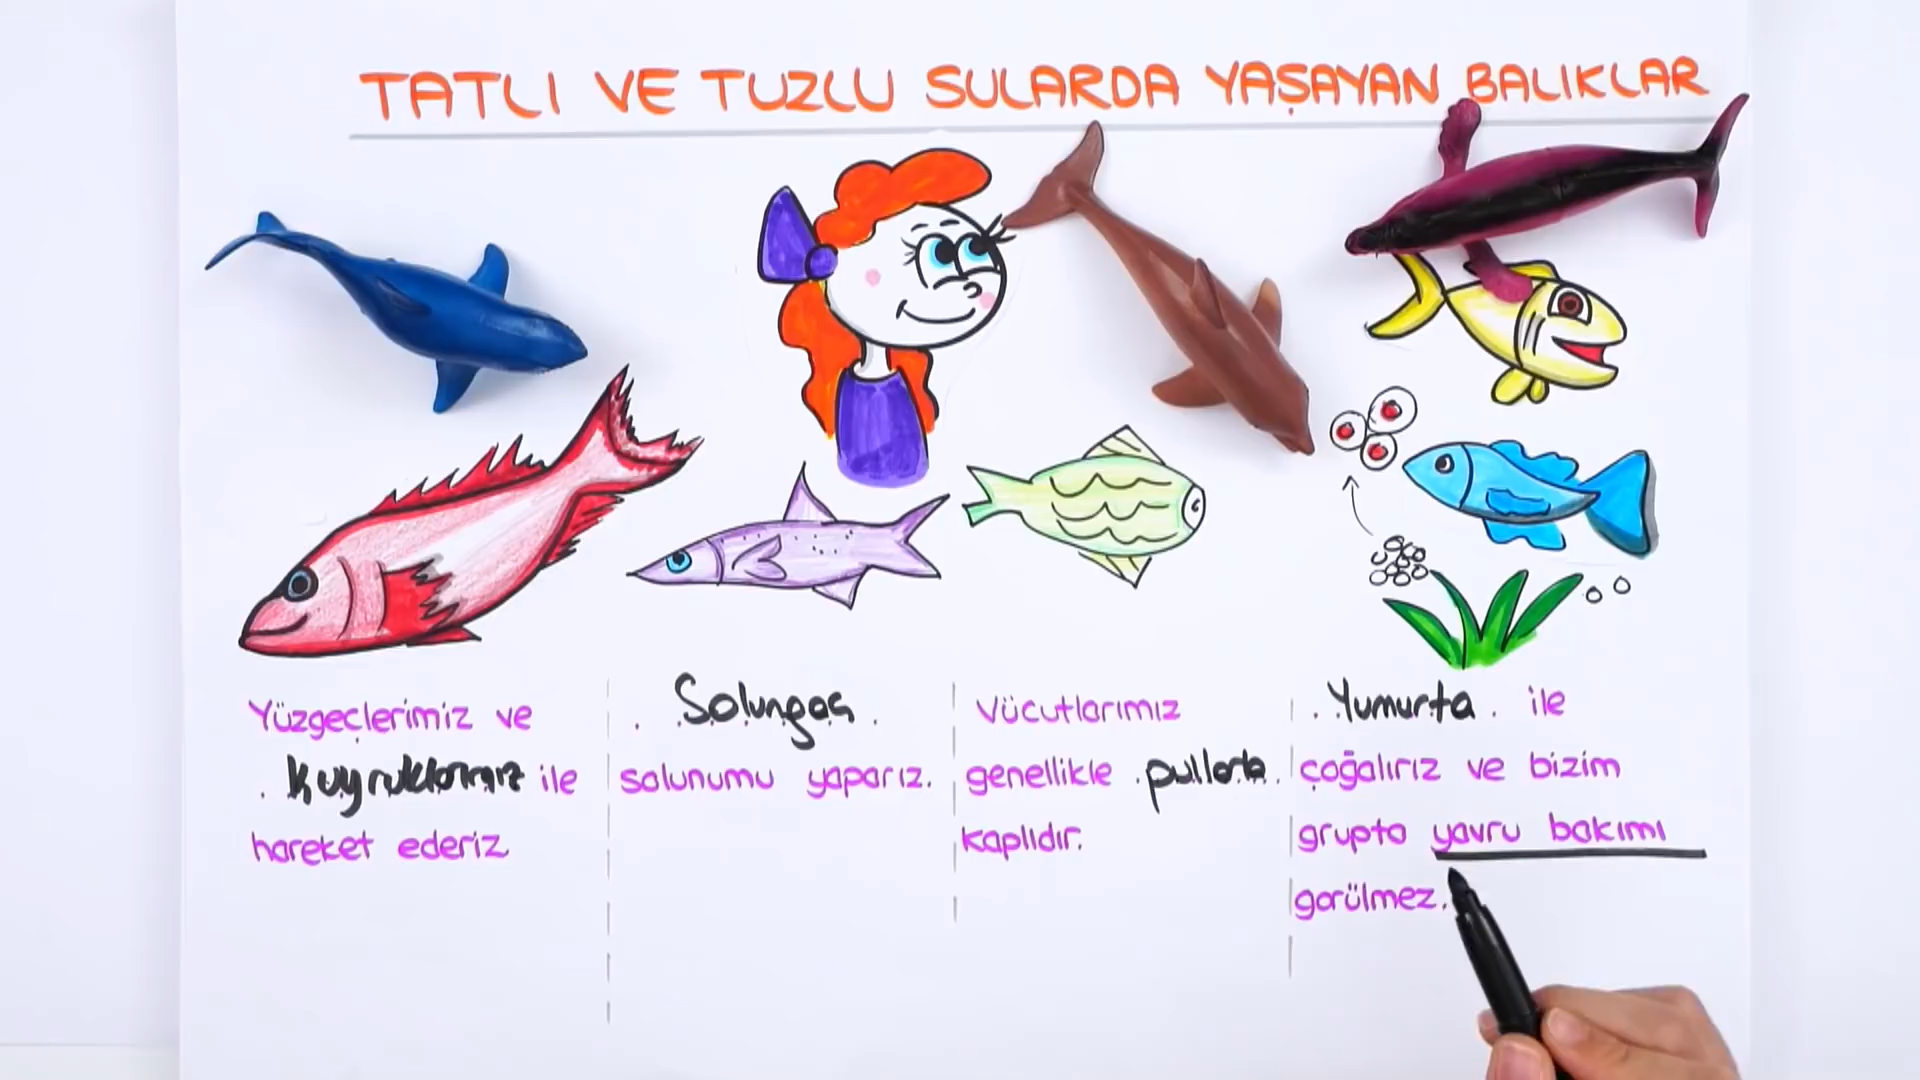 TATLI VE TUZLU SULARDA YAŞAYAN BALIKLAR
Yüzgeçlerimiz ve
. Kuyruklarımız ile
hareket ederiz
. Solungaç .
solunumu yaparız.
Vücutlarımız
genellikle . pullarla .
kaplıdır.
. Yumurta . ile
çoğalırız ve bizim
grupta yavru bakımı
görülmez.